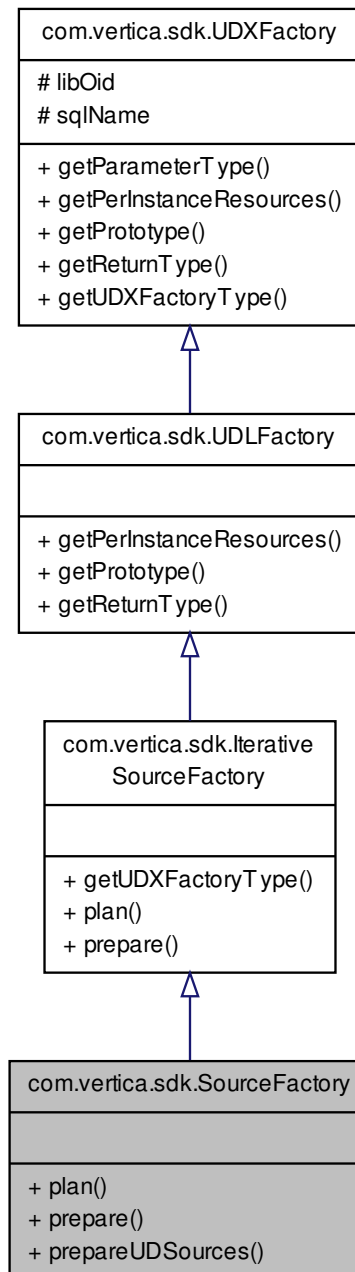 com.vertica.sdk.UDXFactory
# libOid
# sqlName
+ getParameterType()
+ getPerInstanceResources()
+ getPrototype()
+ getReturnType()
+ getUDXFactoryType()
com.vertica.sdk.UDLFactory
+ getPerInstanceResources()
+ getPrototype()
+ getReturnType()
com.vertica.sdk.Iterative
SourceFactory
+ getUDXFactoryType()
+ plan()
+ prepare()
com.vertica.sdk.SourceFactory
+ plan()
+ prepare()
+ prepareUDSources()